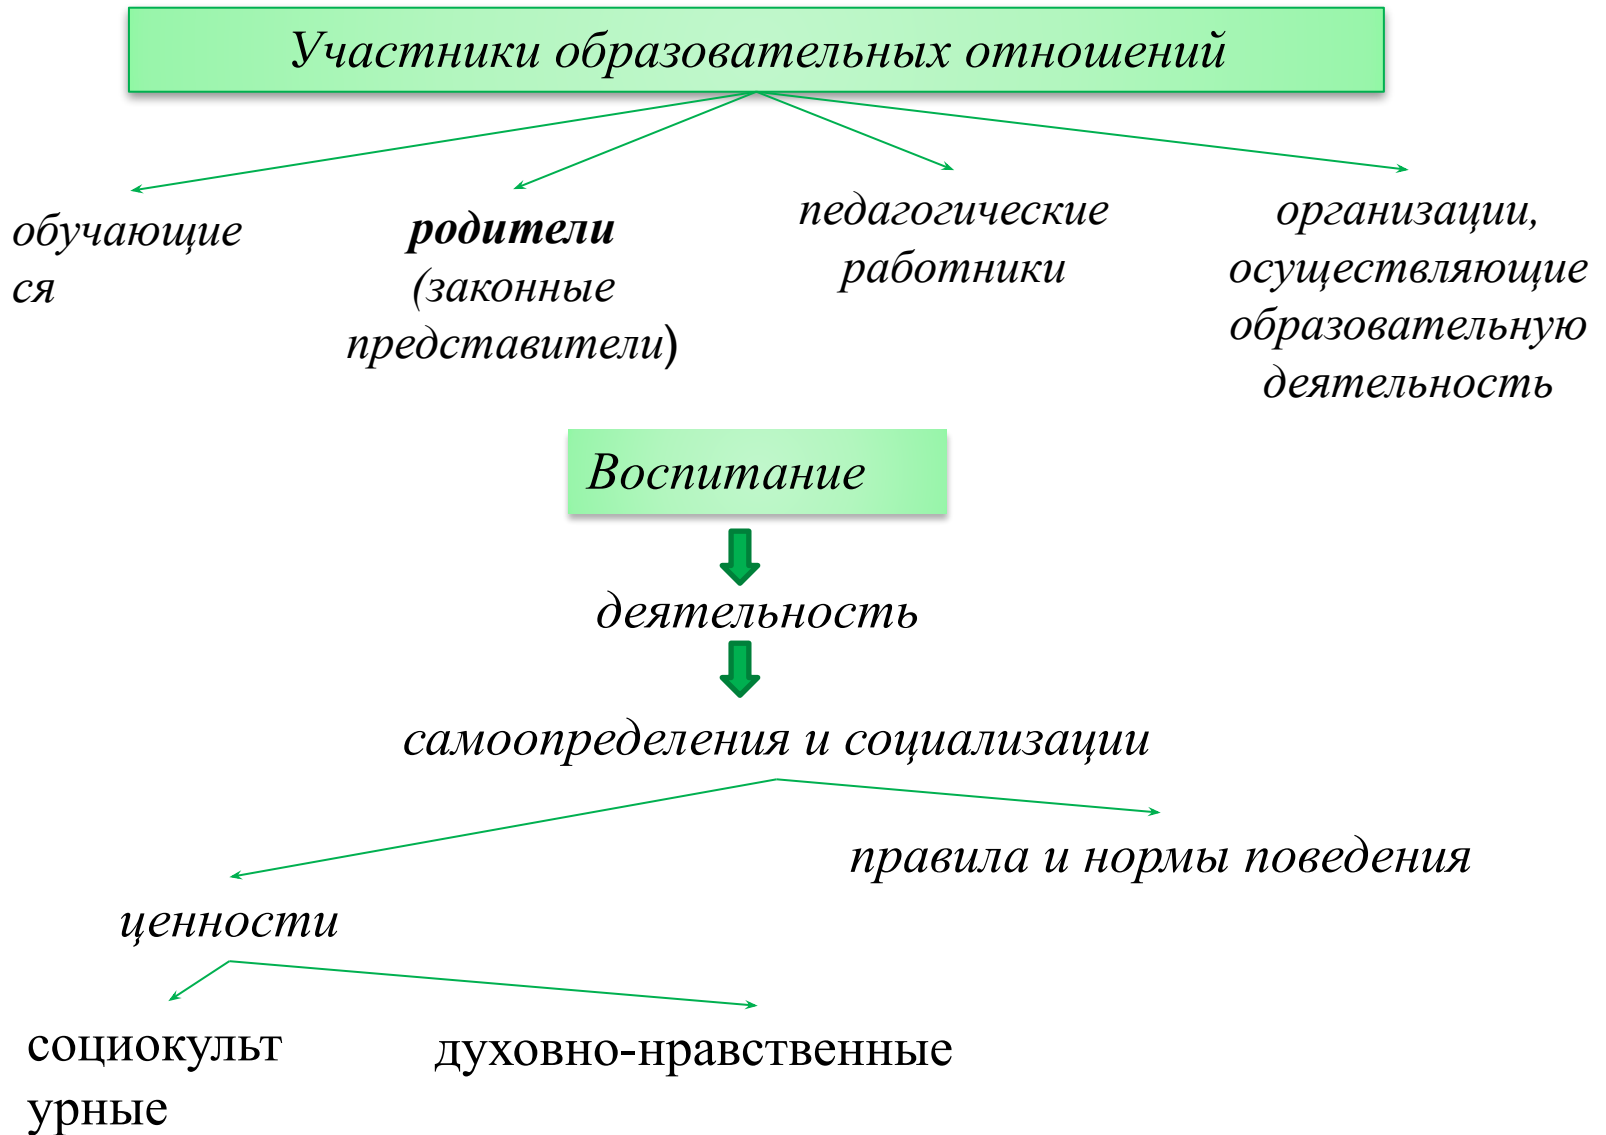 Участники образовательных отношений
обучающие
ся
родители
(законные
представители)
педагогические
работники
организации,
осуществляющие
образовательную
деятельность
Воспитание
деятельность
самоопределения и социализации
правила и нормы поведения
ценности
социокульт
урные
духовно-нравственные